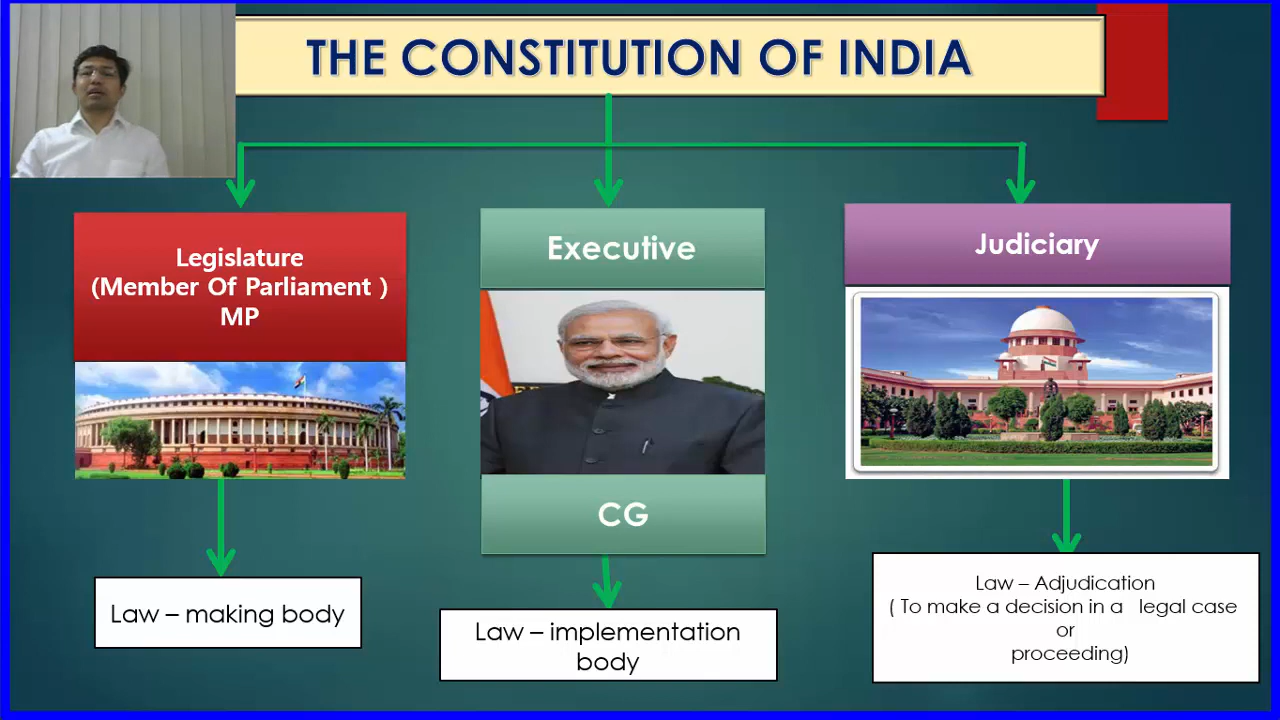 THE CONSTITUTION OF INDIA
Legislature
(Member Of Parliament )
MP
Executive
Judiciary
CG
Law – making body
Law – implementation
body
Law – Adjudication
( To make a decision in a legal case
or
proceeding)